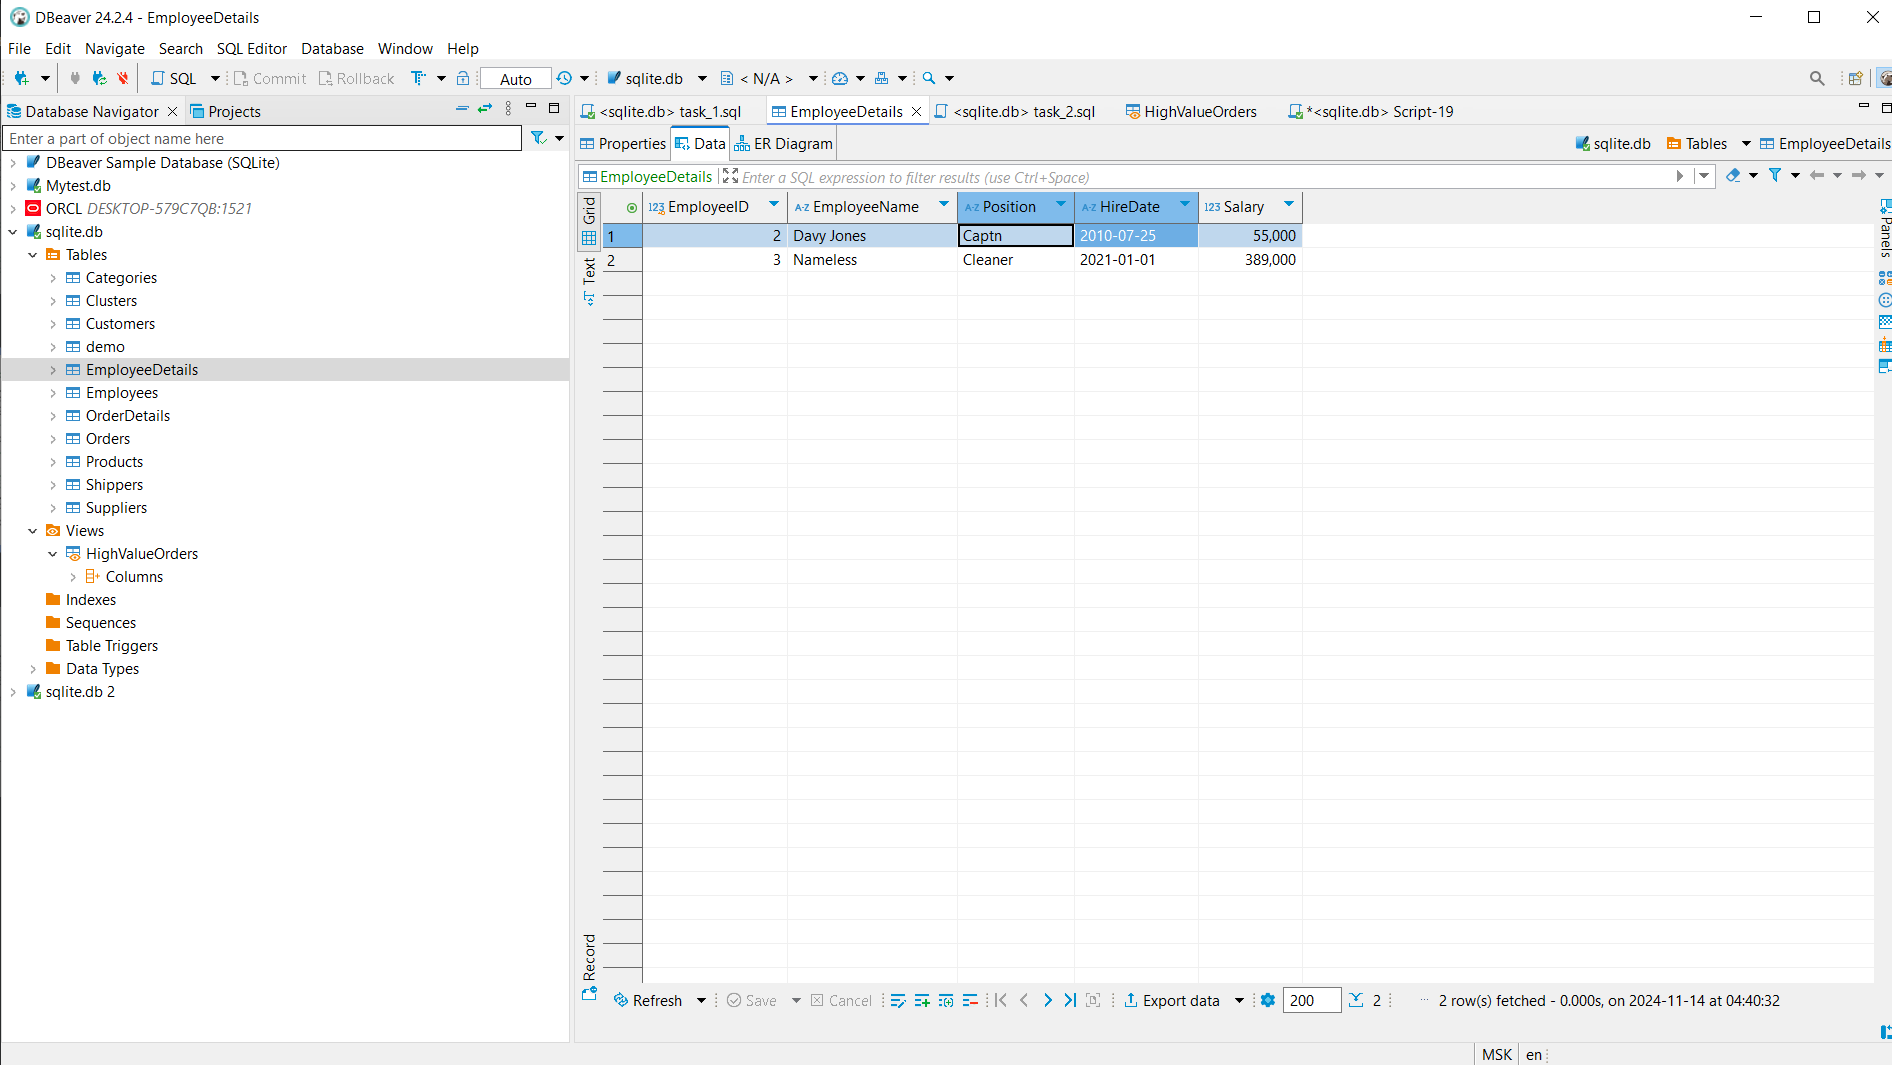 DBeaver 24.2.4 - EmployeeDetails
File Edit Navigate Search SQL Editor Database Window Help
SQL Commit Rollback Auto sqlite.db < N/A >
Database Navigator Projects
<sqlite.db> task_1.sql EmployeeDetails <sqlite.db> task_2.sql HighValueOrders *<sqlite.db> Script-19
Enter a part of object name here
Properties Data ER Diagram sqlite.db Tables EmployeeDetails
EmployeeDetails Enter a SQL expression to filter results (use Ctrl+Space)
DBeaver Sample Database (SQLite)
Mytest.db
ORCL DESKTOP-579C7QB:1521
sqlite.db
Tables
Categories
Clusters
Customers
demo
EmployeeDetails
Employees
OrderDetails
Orders
Products
Shippers
Suppliers
Views
HighValueOrders
Columns
Indexes
Sequences
Table Triggers
Data Types
sqlite.db 2
Grid
Text
Record
123 EmployeeID A-Z EmployeeName A-Z Position A-Z HireDate 123 Salary
1 2 Davy Jones Captn 2010-07-25 55,000
2 3 Nameless Cleaner 2021-01-01 389,000
Panels
Refresh Save Cancel Export data 200 2 2 row(s) fetched - 0.000s, on 2024-11-14 at 04:40:32
MSK en